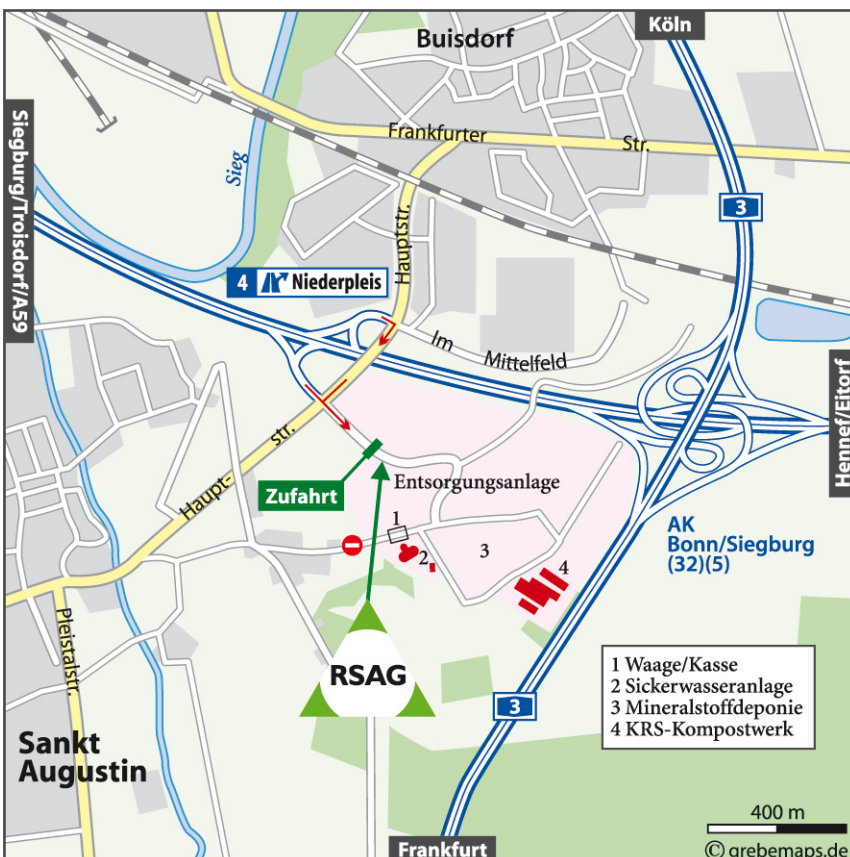 Köln
Buisdorf
Siegburg/Troisdorf/A59
Sieg
Frankfurter Str.
3
Hauptstr.
4 Niederpleis
Im Mittelfeld
Hennef/Eitorf
Haupt-
str.
Zufahrt
Entsorgungsanlage
1
2
3
4
AK
Bonn/Siegburg
(32)(5)
Pleistalstr.
RSAG
3
1 Waage/Kasse
2 Sickerwasseranlage
3 Mineralstoffdeponie
4 KRS-Kompostwerk
Sankt
Augustin
400 m
Frankfurt
© grebemaps.de